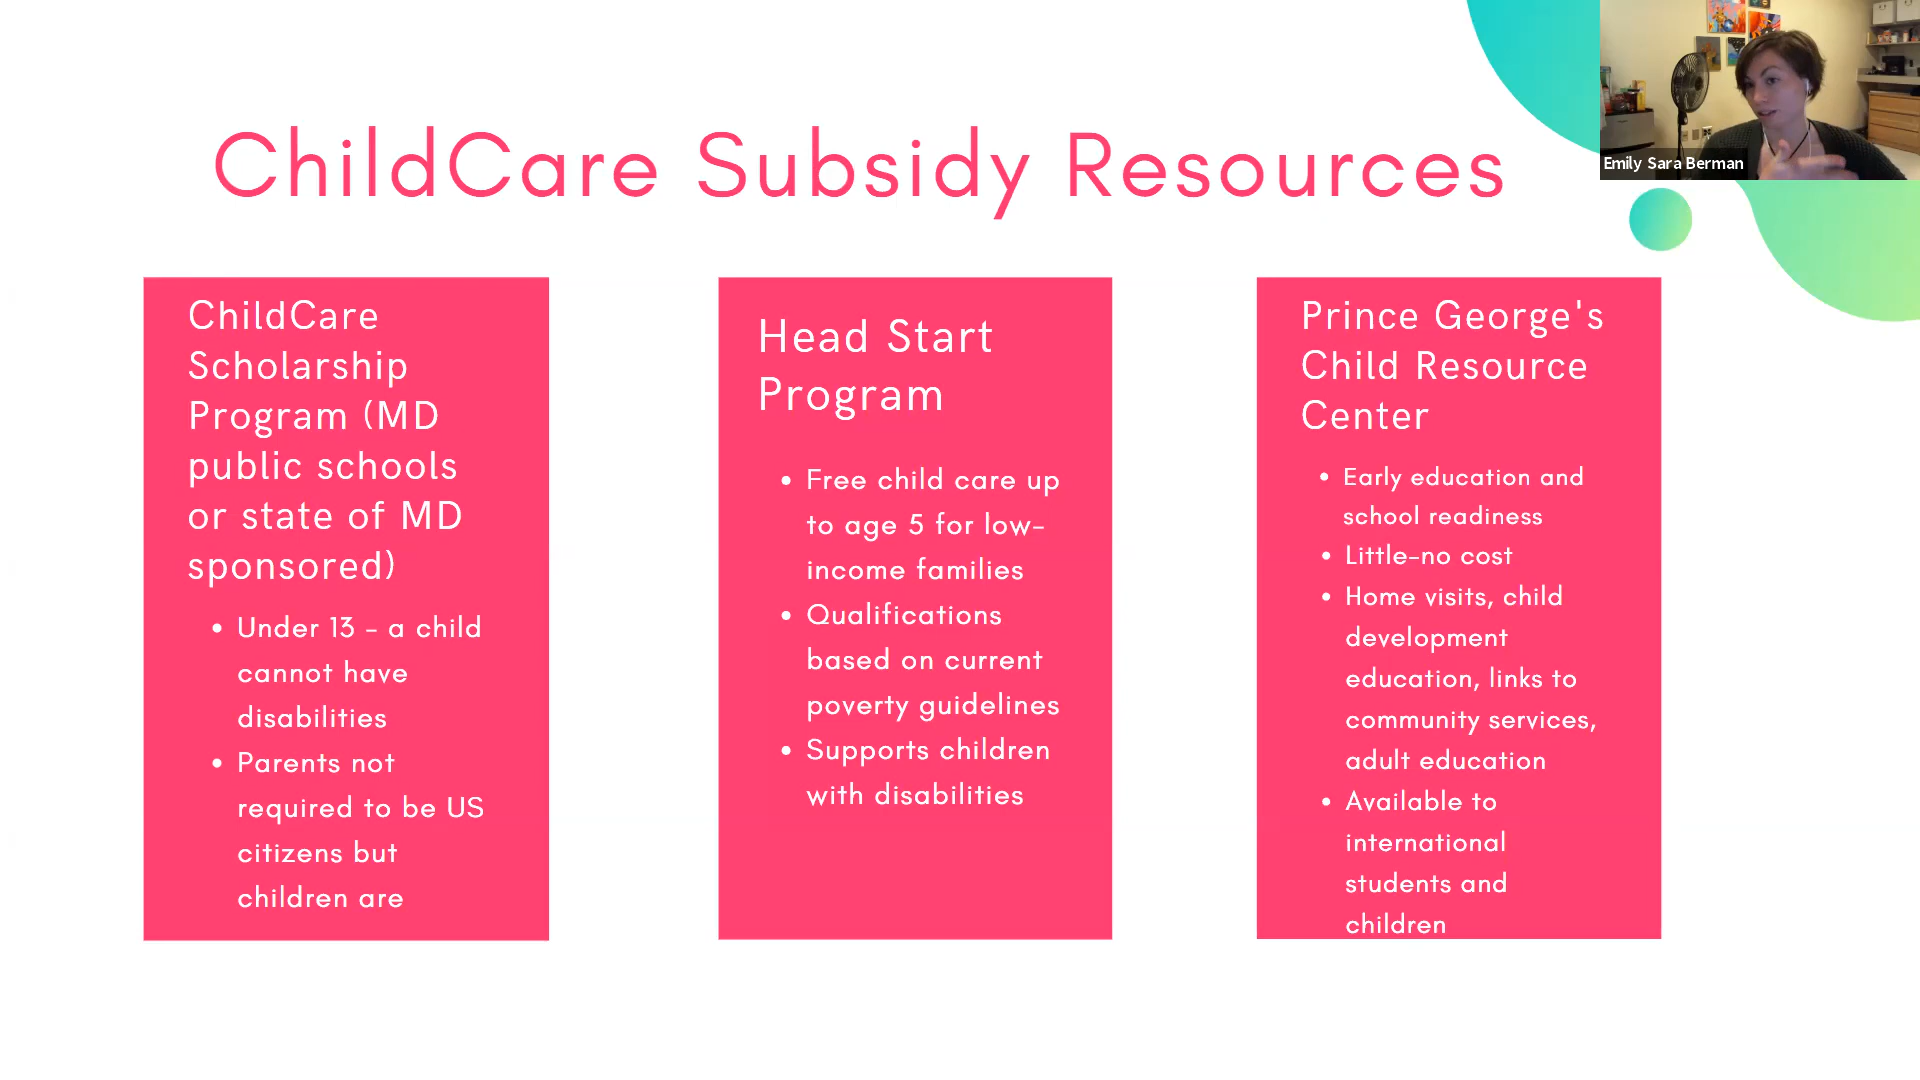 ChildCare Subsidy Resources
Emily Sara Berman
ChildCare
Scholarship
Program (MD
public schools
or state of MD
sponsored)
• Under 13 - a child
cannot have
disabilities
• Parents not
required to be US
citizens but
children are
Head Start
Program
• Free child care up
to age 5 for low-
income families
• Qualifications
based on current
poverty guidelines
• Supports children
with disabilities
Prince George's
Child Resource
Center
• Early education and
school readiness
• Little-no cost
• Home visits, child
development
education, links to
community services,
adult education
• Available to
international
students and
children